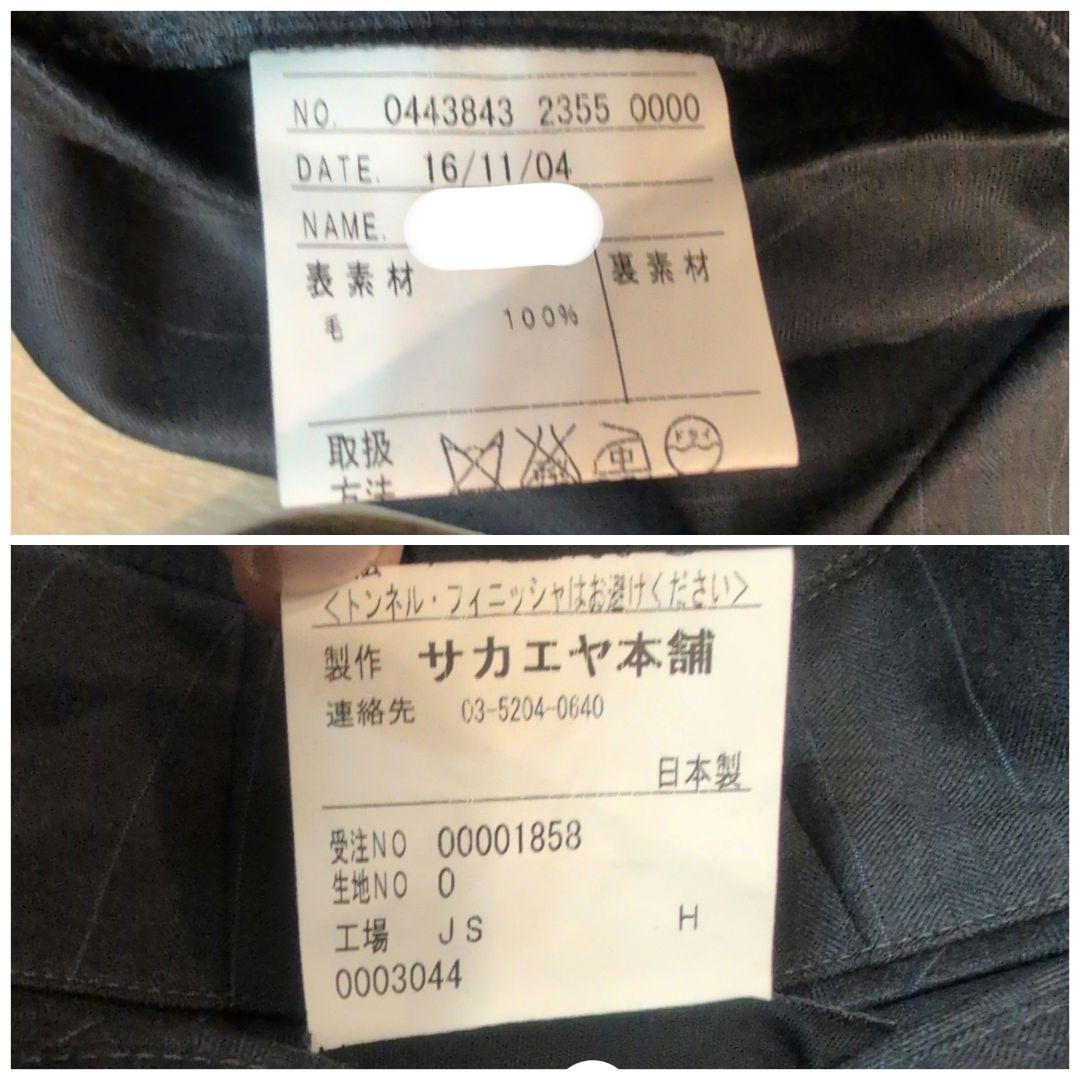 NO. 0443843 2355 0000
DATE. 16/11/04
NAME.
表素材 裏素材
毛 100%
取扱 中 ドライ
方法
<トンネル・フィニッシャはお避けください>
製作 サカエヤ本舗
連絡先 03-5204-0640
日本製
受注NO 00001858
生地NO 0
工場 JS H
0003044